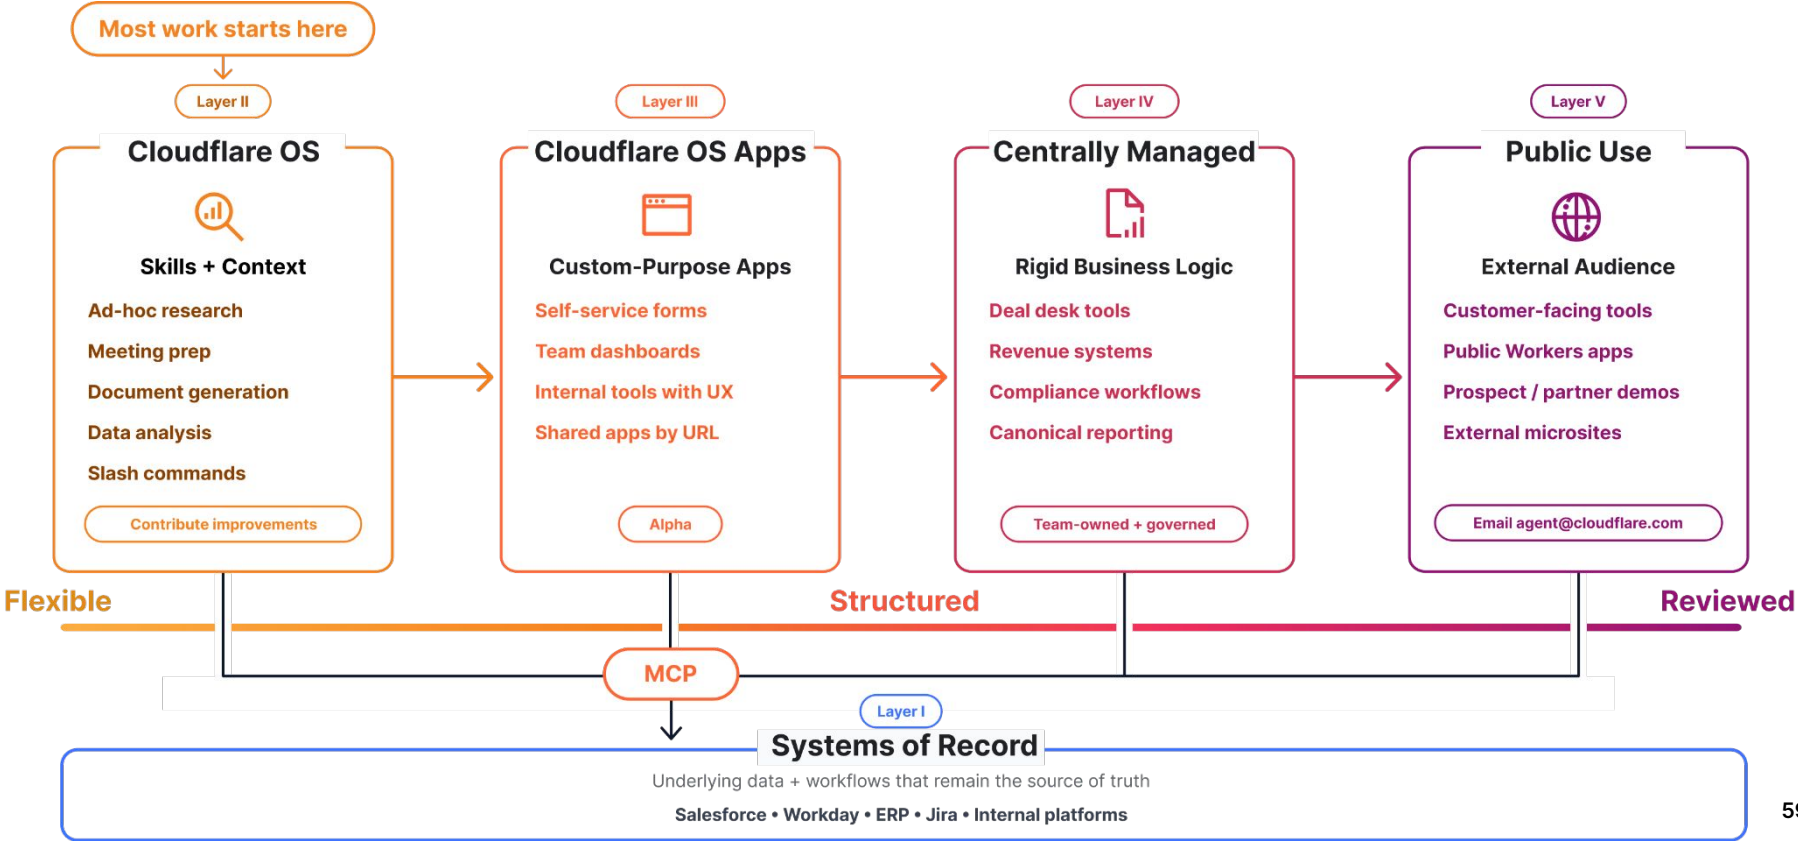 Most work starts here
Layer II
Cloudflare OS
Skills + Context
Ad-hoc research
Meeting prep
Document generation
Data analysis
Slash commands
Contribute improvements
Layer III
Cloudflare OS Apps
Custom-Purpose Apps
Self-service forms
Team dashboards
Internal tools with UX
Shared apps by URL
Alpha
Layer IV
Centrally Managed
Rigid Business Logic
Deal desk tools
Revenue systems
Compliance workflows
Canonical reporting
Team-owned + governed
Layer V
Public Use
External Audience
Customer-facing tools
Public Workers apps
Prospect / partner demos
External microsites
Email agent@cloudflare.com
Flexible
Structured
Reviewed
MCP
Layer I
Systems of Record
Underlying data + workflows that remain the source of truth
Salesforce • Workday • ERP • Jira • Internal platforms